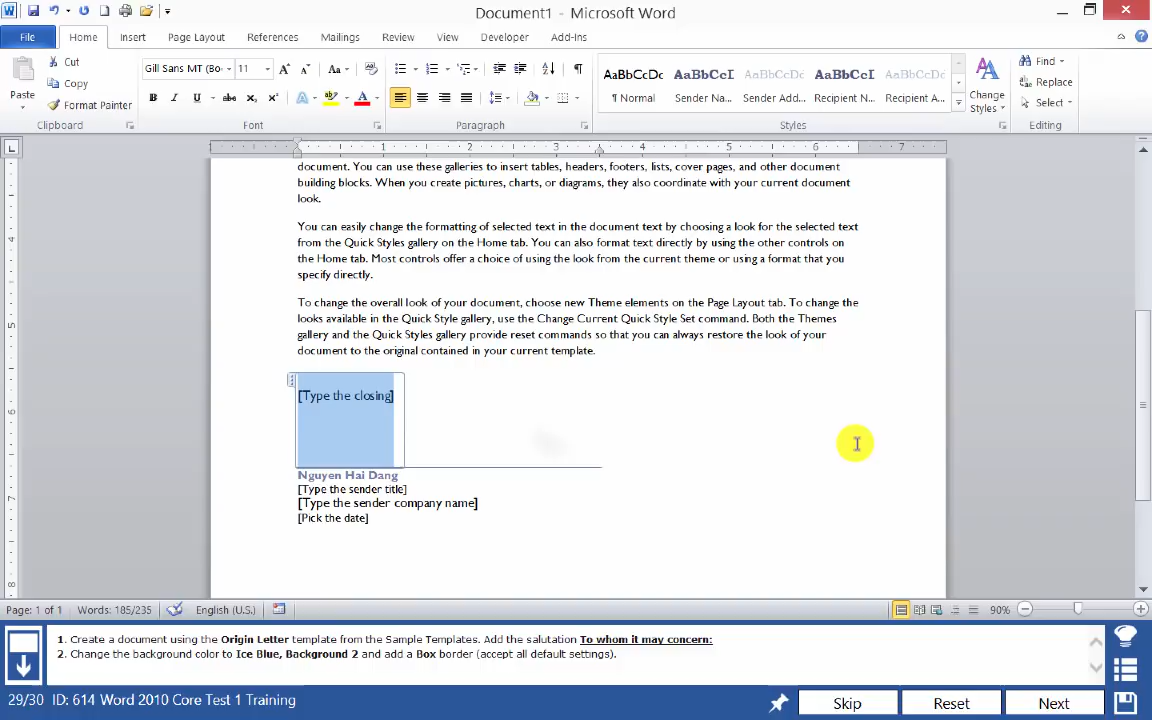 Document1 - Microsoft Word
File Home Insert Page Layout References Mailings Review View Developer Add-Ins
Cut
Copy
Format Painter
Paste
Clipboard
Gill Sans MT (Bo 11
Font
Paragraph
AaBbCcDc AaBbCcI AaBbCcI AaBbCcI AaBbCcI
¶ Normal Sender Na... Sender Add... Recipient N... Recipient A...
Change Styles
Styles
Find
Replace
Select
Editing
1 2 3 4 5 6 7
document. You can use these galleries to insert tables, headers, footers, lists, cover pages, and other document
building blocks. When you create pictures, charts, or diagrams, they also coordinate with your current document
look.
You can easily change the formatting of selected text in the document text by choosing a look for the selected text
from the Quick Styles gallery on the Home tab. You can also format text directly by using the other controls on
the Home tab. Most controls offer a choice of using the look from the current theme or using a format that you
specify directly.
To change the overall look of your document, choose new Theme elements on the Page Layout tab. To change the
looks available in the Quick Style gallery, use the Change Current Quick Style Set command. Both the Themes
gallery and the Quick Styles gallery provide reset commands so that you can always restore the look of your
document to the original contained in your current template.
[Type the closing]
Nguyen Hai Dang
[Type the sender title]
[Type the sender company name]
[Pick the date]
Page: 1 of 1 Words: 185/235 English (U.S.) 90%
1. Create a document using the Origin Letter template from the Sample Templates. Add the salutation To whom it may concern:
2. Change the background color to Ice Blue, Background 2 and add a Box border (accept all default settings).
29/30 ID: 614 Word 2010 Core Test 1 Training Skip Reset Next